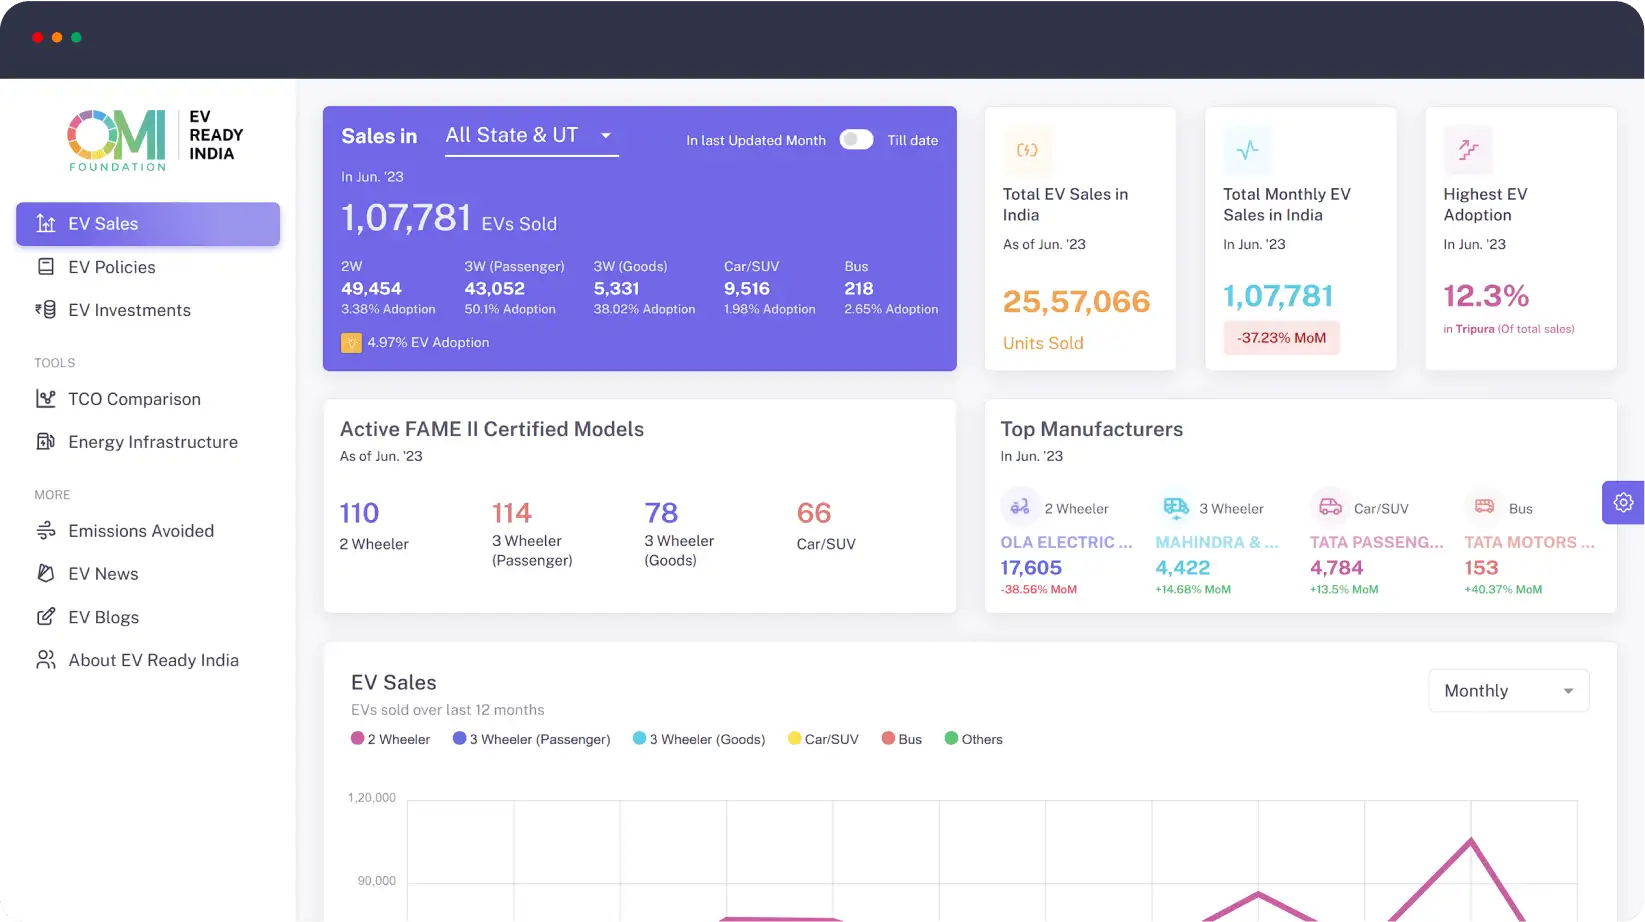 OMI
FOUNDATION
EV
READY
INDIA
EV Sales
EV Policies
EV Investments
TOOLS
TCO Comparison
Energy Infrastructure
MORE
Emissions Avoided
EV News
EV Blogs
About EV Ready India
Sales in All State & UT In last Updated Month Till date
In Jun. '23
1,07,781 EVs Sold
2W 3W (Passenger) 3W (Goods) Car/SUV Bus
49,454 43,052 5,331 9,516 218
3.38% Adoption 50.1% Adoption 38.02% Adoption 1.98% Adoption 2.65% Adoption
4.97% EV Adoption
Total EV Sales in
India
As of Jun. '23
25,57,066
Units Sold
Total Monthly EV
Sales in India
In Jun. '23
1,07,781
-37.23% MoM
Highest EV
Adoption
In Jun. '23
12.3%
in Tripura (Of total sales)
Active FAME II Certified Models
As of Jun. '23
110
2 Wheeler
114
3 Wheeler
(Passenger)
78
3 Wheeler
(Goods)
66
Car/SUV
Top Manufacturers
In Jun. '23
2 Wheeler
OLA ELECTRIC ...
17,605
-38.56% MoM
3 Wheeler
MAHINDRA & ...
4,422
+14.68% MoM
Car/SUV
TATA PASSENG...
4,784
+13.5% MoM
Bus
TATA MOTORS ...
153
+40.37% MoM
EV Sales
EVs sold over last 12 months
Monthly
2 Wheeler 3 Wheeler (Passenger) 3 Wheeler (Goods) Car/SUV Bus Others
1,20,000
90,000